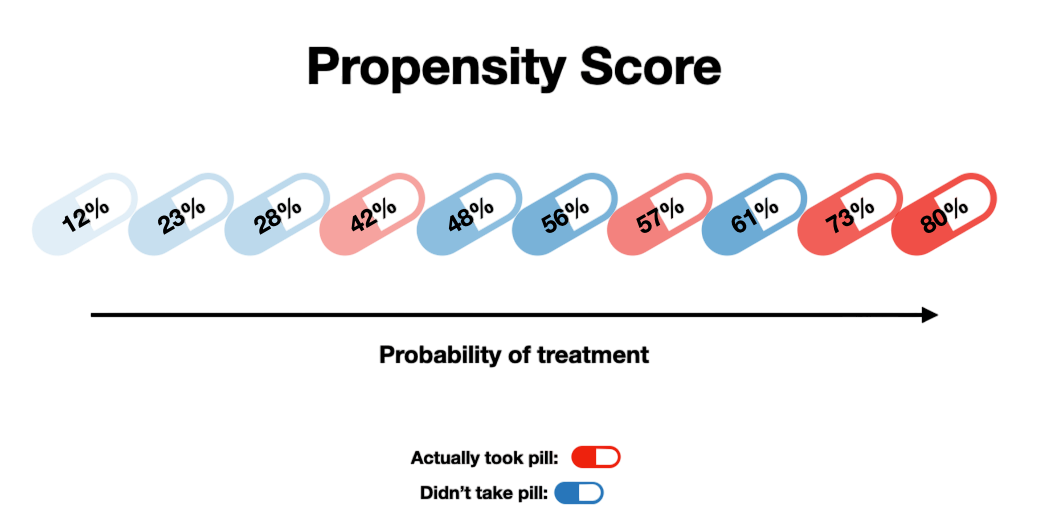 Propensity Score
12% 23% 28% 42% 48% 56% 57% 61% 73% 80%
Probability of treatment
Actually took pill:
Didn’t take pill: